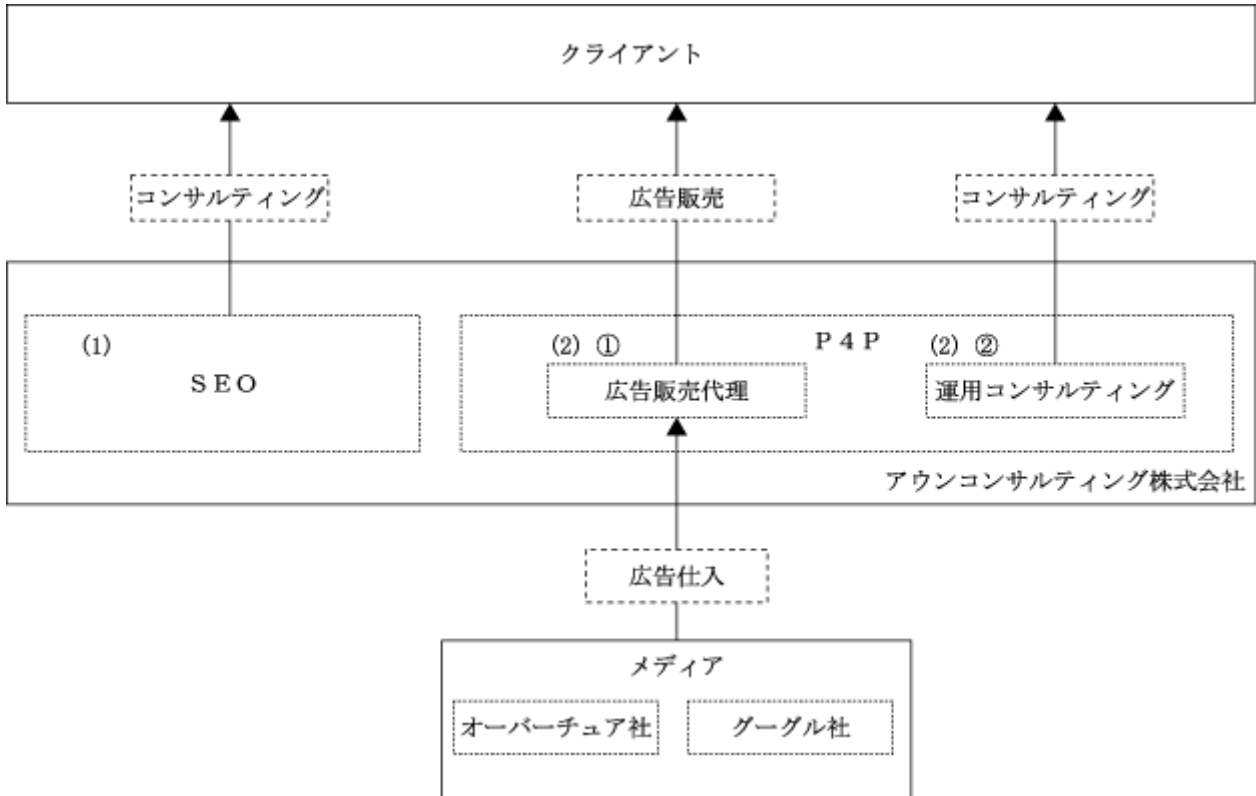 クライアント
コンサルティング
広告販売
コンサルティング
(1)
SEO
P4P
(2) ①
広告販売代理
(2) ②
運用コンサルティング
アウンコンサルティング株式会社
広告仕入
メディア
オーバーチュア社
グーグル社